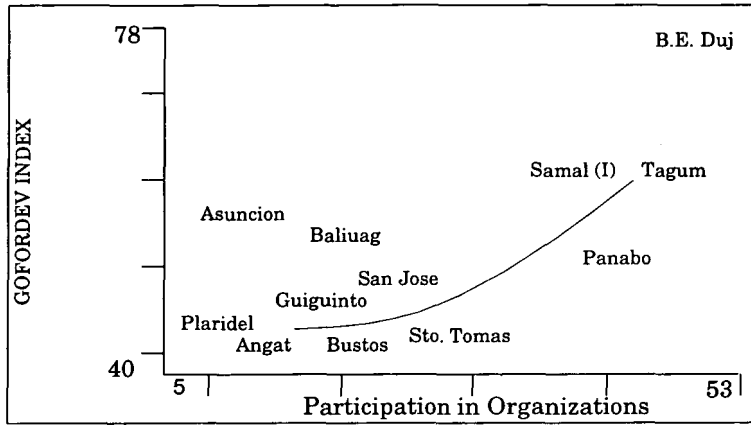 78
B.E. Duj
GOFORDEV INDEX
Samal (I) Tagum
Asuncion
Baliuag
Panabo
San Jose
Guiguinto
Plaridel
Sto. Tomas
Angat Bustos
40
5 53
Participation in Organizations